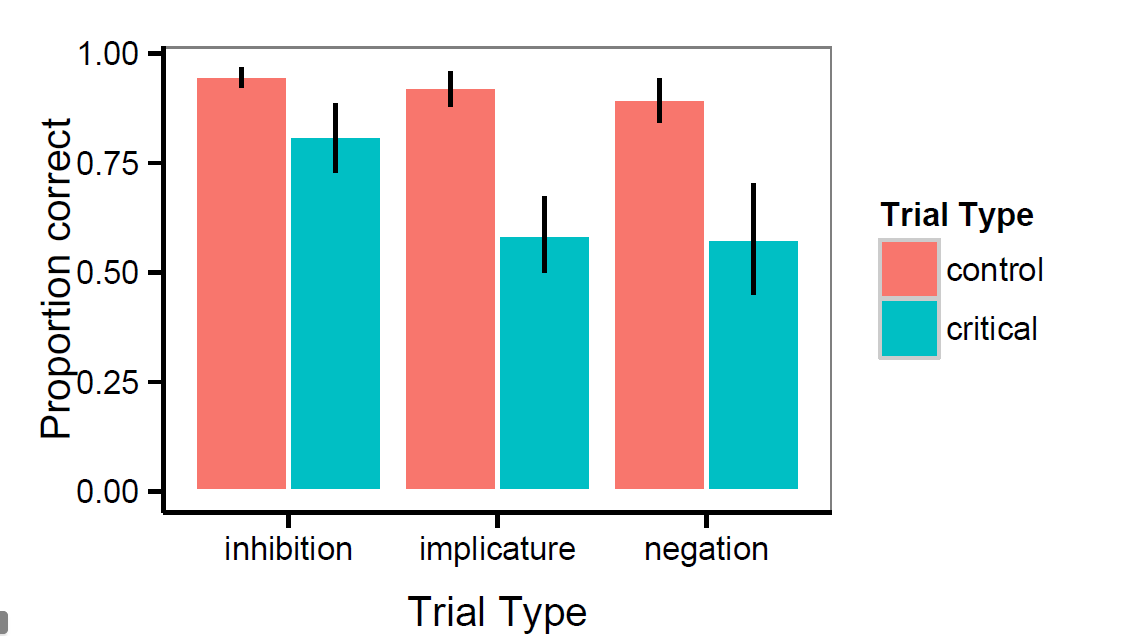 Proportion correct
1.00
0.75
0.50
0.25
0.00
inhibition implicature negation
Trial Type
Trial Type
control
critical